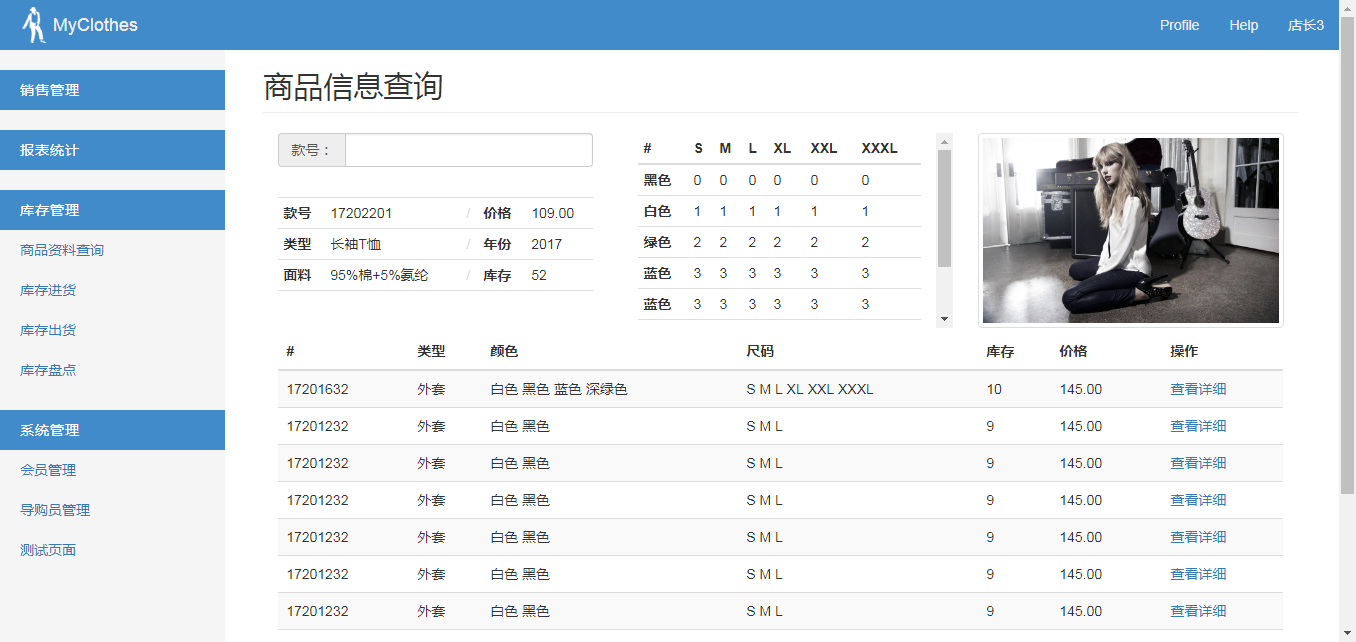 MyClothes
Profile Help 店长3
销售管理
报表统计
库存管理
商品资料查询
库存进货
库存出货
库存盘点
系统管理
会员管理
导购员管理
测试页面
商品信息查询
款号：
款号 17202201 / 价格 109.00
类型 长袖T恤 / 年份 2017
面料 95%棉+5%氨纶 / 库存 52
# S M L XL XXL XXXL
黑色 0 0 0 0 0 0
白色 1 1 1 1 1 1
绿色 2 2 2 2 2 2
蓝色 3 3 3 3 3 3
蓝色 3 3 3 3 3 3
# 类型 颜色 尺码 库存 价格 操作
17201632 外套 白色 黑色 蓝色 深绿色 S M L XL XXL XXXL 10 145.00 查看详细
17201232 外套 白色 黑色 S M L 9 145.00 查看详细
17201232 外套 白色 黑色 S M L 9 145.00 查看详细
17201232 外套 白色 黑色 S M L 9 145.00 查看详细
17201232 外套 白色 黑色 S M L 9 145.00 查看详细
17201232 外套 白色 黑色 S M L 9 145.00 查看详细
17201232 外套 白色 黑色 S M L 9 145.00 查看详细